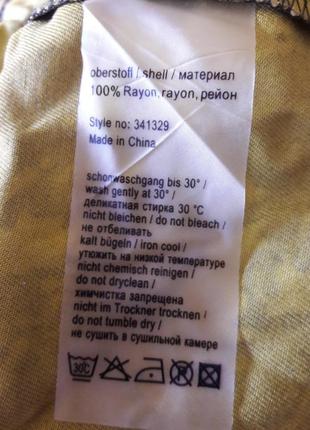 oberstoff / shell / материал
100% Rayon, rayon, рейон
Style no: 341329
Made in China
schonwaschgang bis 30° /
wash gently at 30° /
деликатная стирка 30 °C
nicht bleichen / do not bleach /
не отбеливать
kalt bügeln / iron cool /
утюжить на низкой температуре
nicht chemisch reinigen /
do not dryclean /
химчистка запрещена
nicht im Trockner trocknen /
do not tumble dry /
не сушить в сушильной камере
30°C